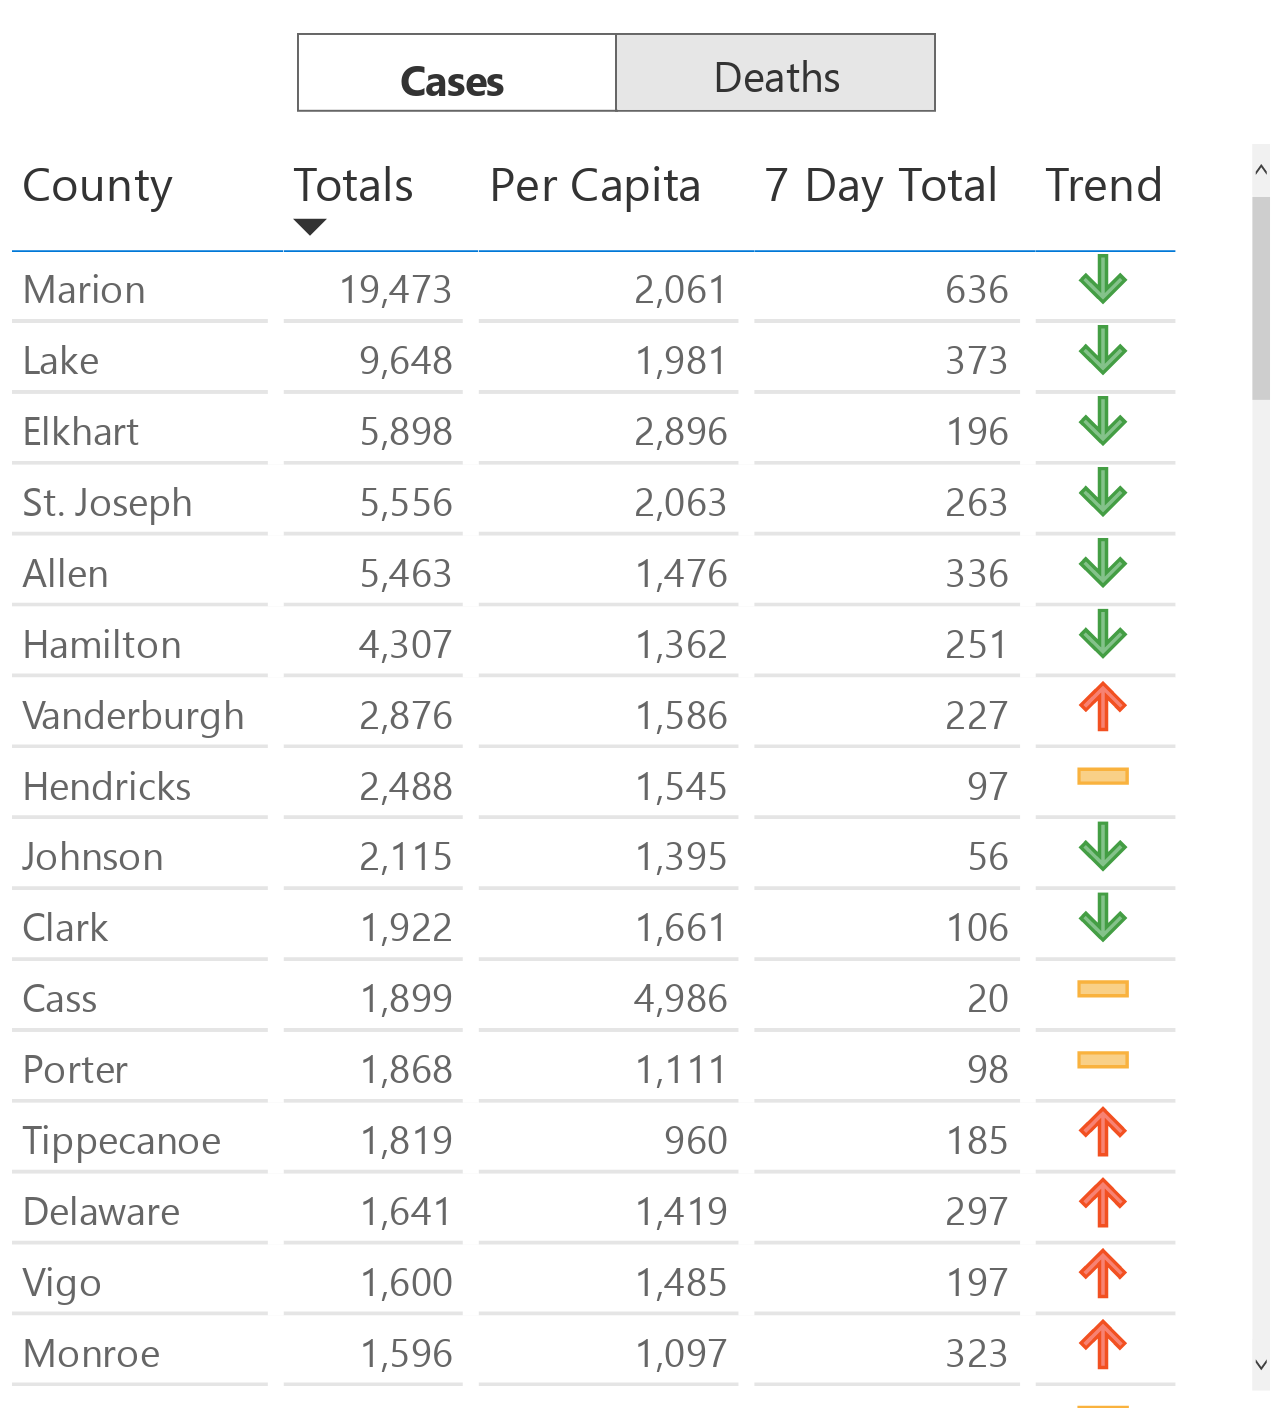 Cases Deaths
County Totals Per Capita 7 Day Total Trend
Marion 19,473 2,061 636
Lake 9,648 1,981 373
Elkhart 5,898 2,896 196
St. Joseph 5,556 2,063 263
Allen 5,463 1,476 336
Hamilton 4,307 1,362 251
Vanderburgh 2,876 1,586 227
Hendricks 2,488 1,545 97
Johnson 2,115 1,395 56
Clark 1,922 1,661 106
Cass 1,899 4,986 20
Porter 1,868 1,111 98
Tippecanoe 1,819 960 185
Delaware 1,641 1,419 297
Vigo 1,600 1,485 197
Monroe 1,596 1,097 323